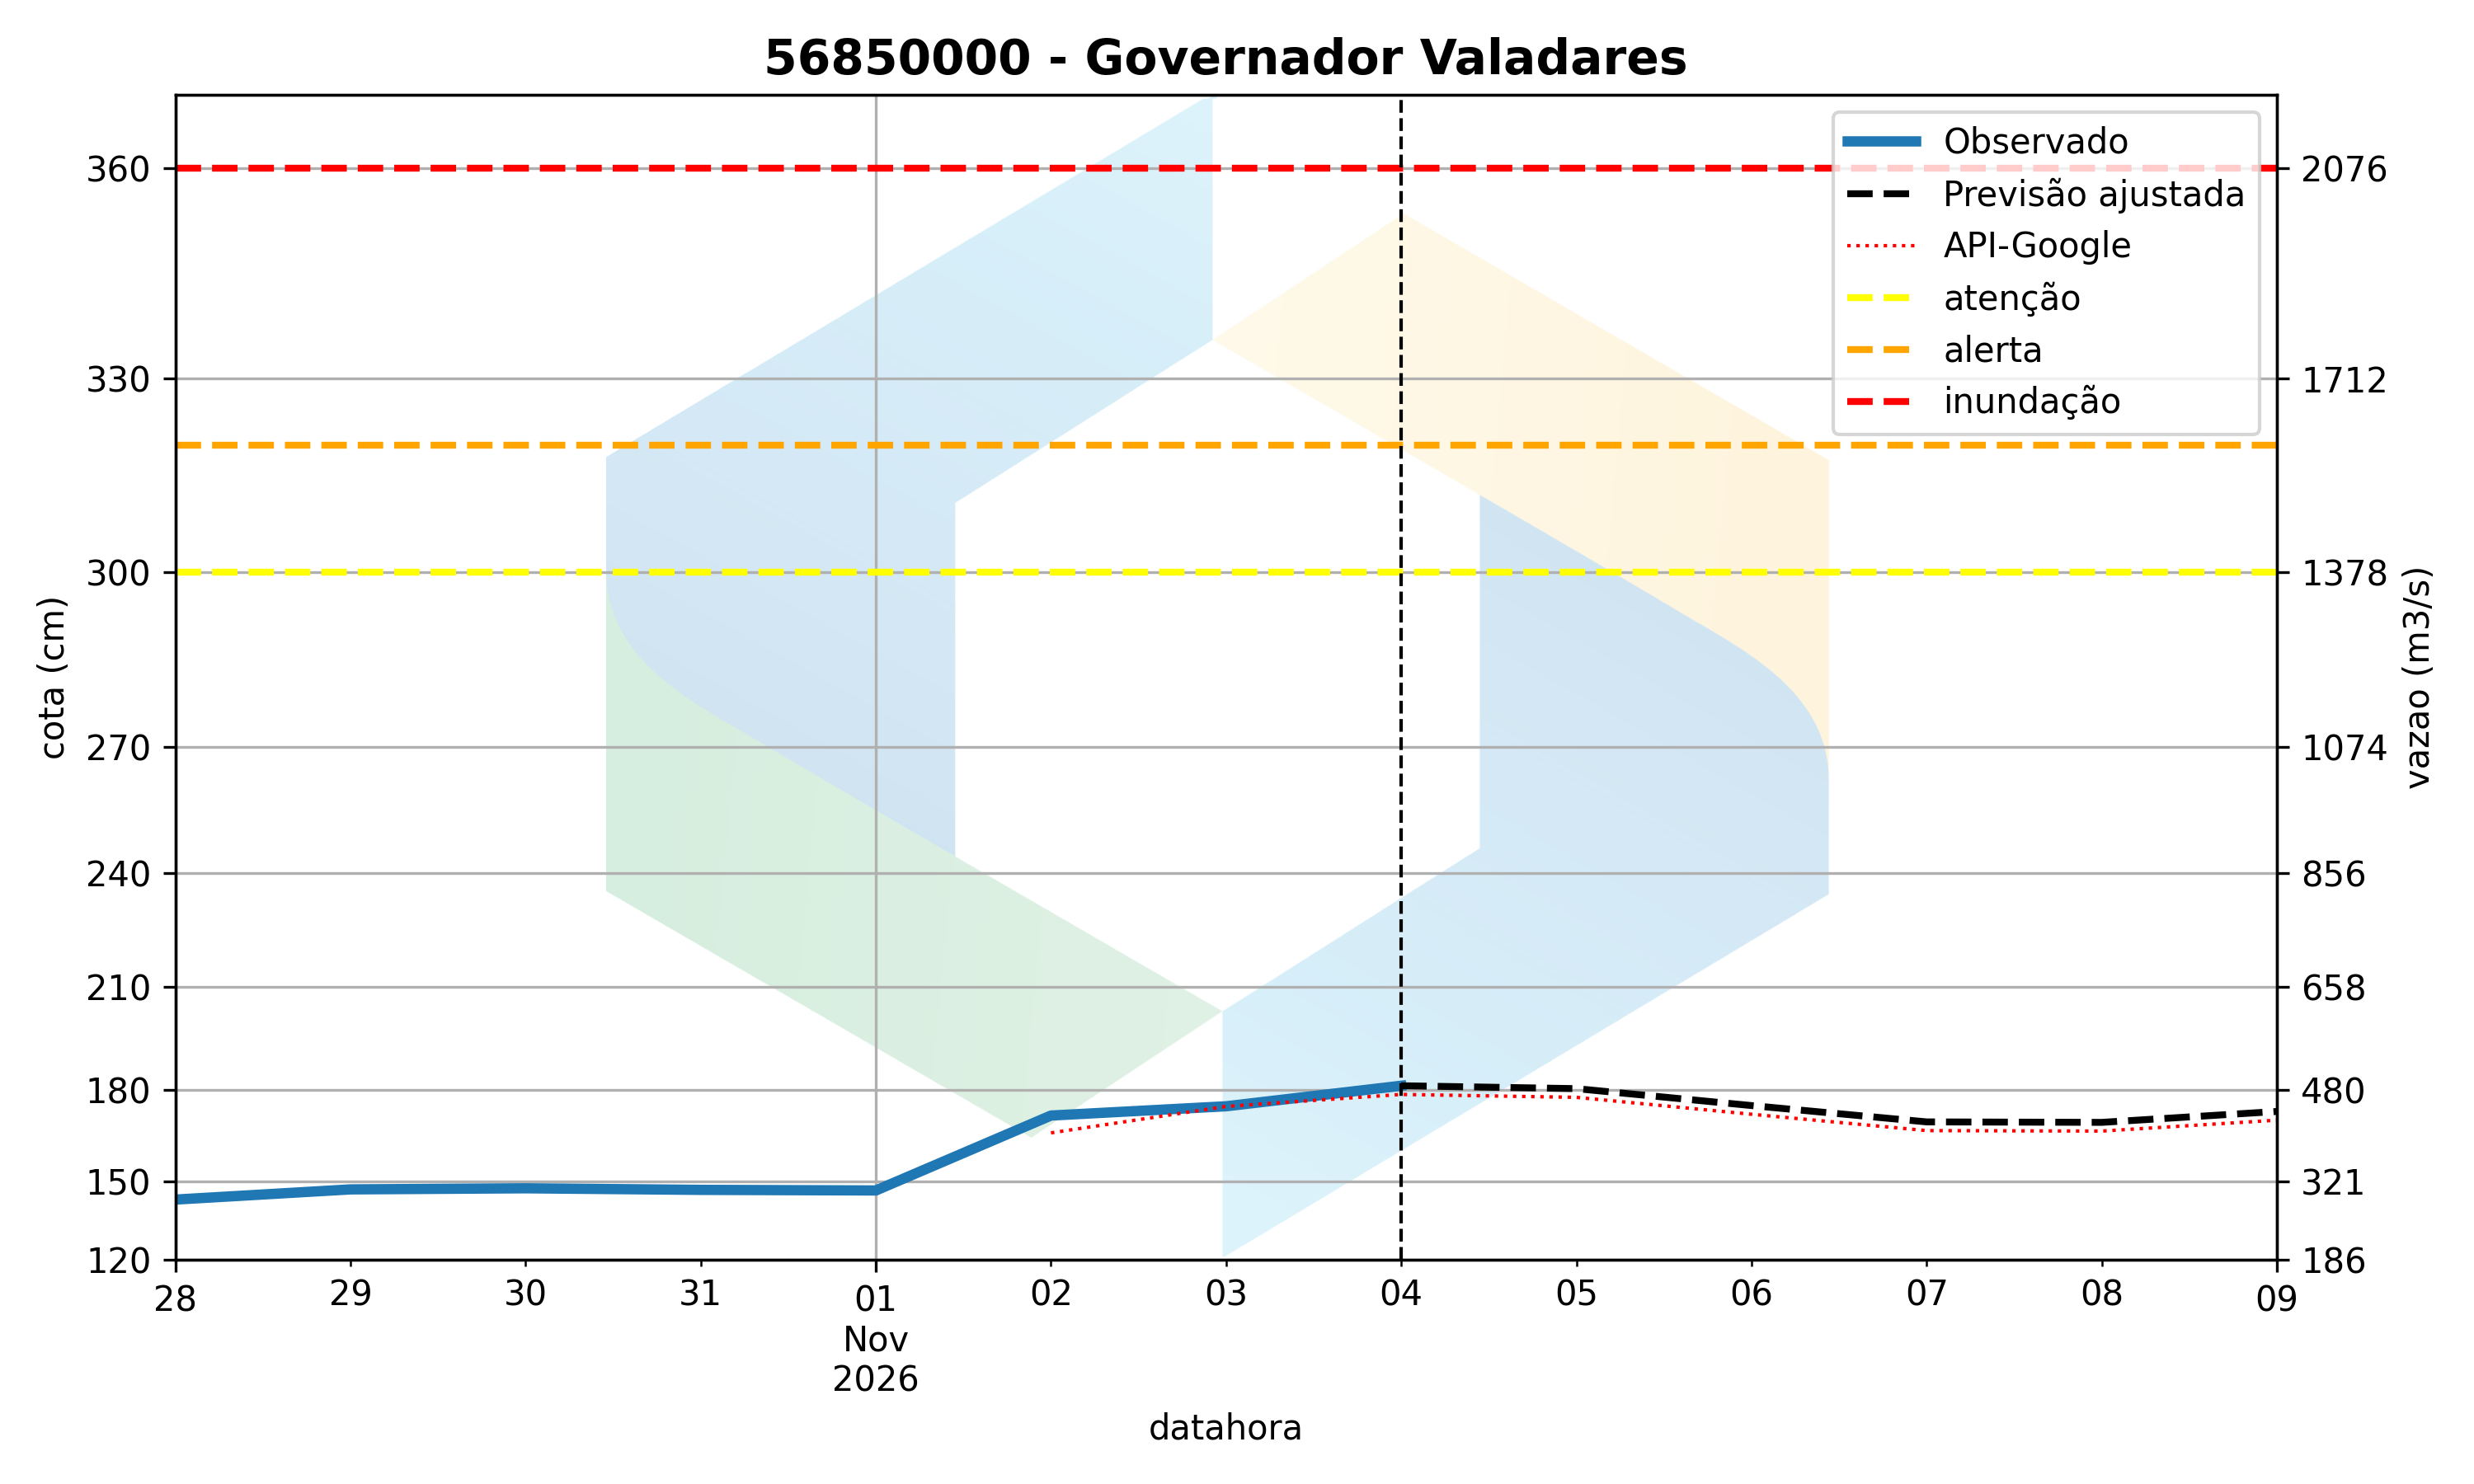 56850000 - Governador Valadares
Observado
Previsão ajustada
API-Google
atenção
alerta
inundação
cota (cm)
360
330
300
270
240
210
180
150
120
2076
1712
1378
1074
856
658
480
321
186
vazao (m3/s)
28 29 30 31 01 02 03 04 05 06 07 08 09
Nov
2026
datahora